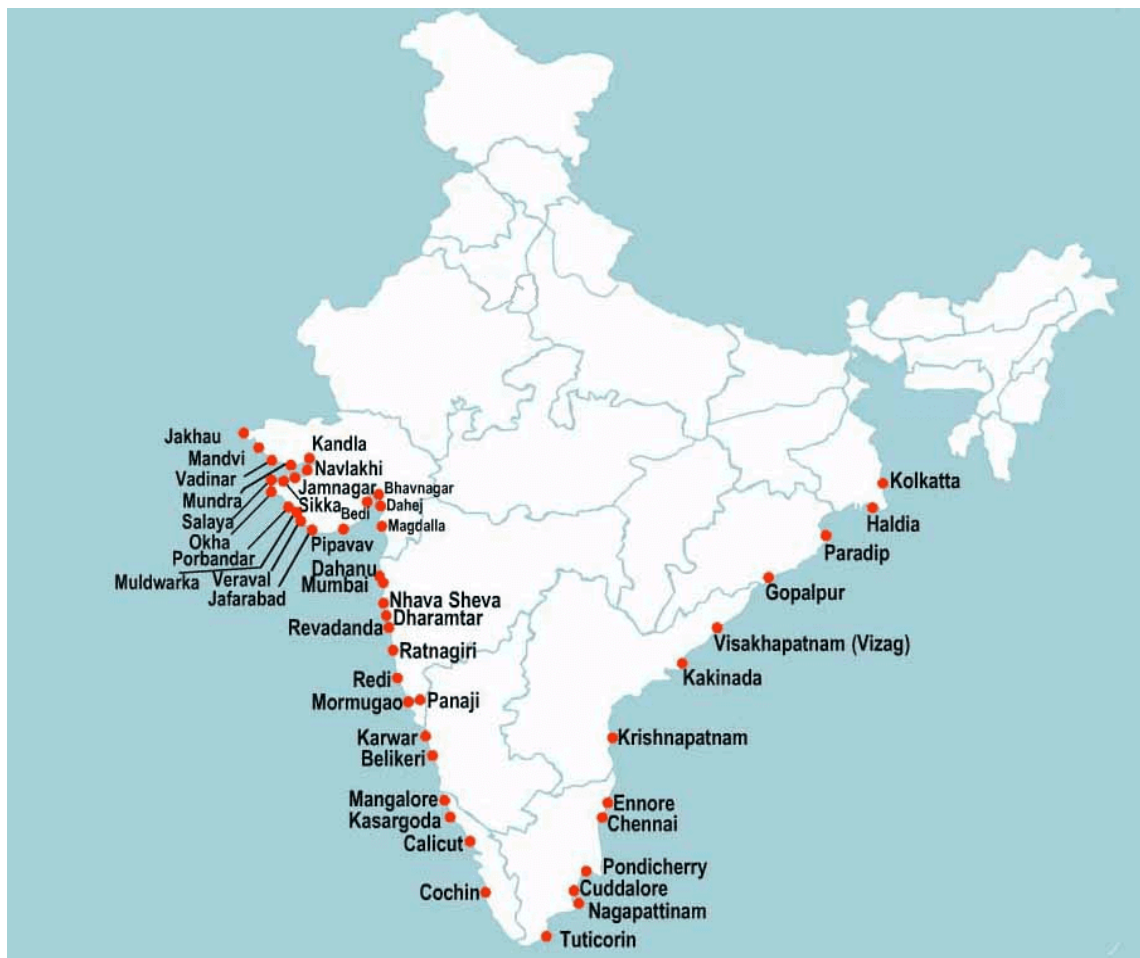 Jakhau
Mandvi
Vadinar
Mundra
Salaya
Okha
Porbandar
Muldwarka
Veraval
Jafarabad
Kandla
Navlakhi
Jamnagar
Sikka
Bedi
Bhavnagar
Dahej
Magdalla
Pipavav
Dahanu
Mumbai
Nhava Sheva
Dharamtar
Revadanda
Ratnagiri
Redi
Mormugao
Panaji
Karwar
Belikeri
Mangalore
Kasargoda
Calicut
Cochin
Kolkatta
Haldia
Paradip
Gopalpur
Visakhapatnam (Vizag)
Kakinada
Krishnapatnam
Ennore
Chennai
Pondicherry
Cuddalore
Nagapattinam
Tuticorin